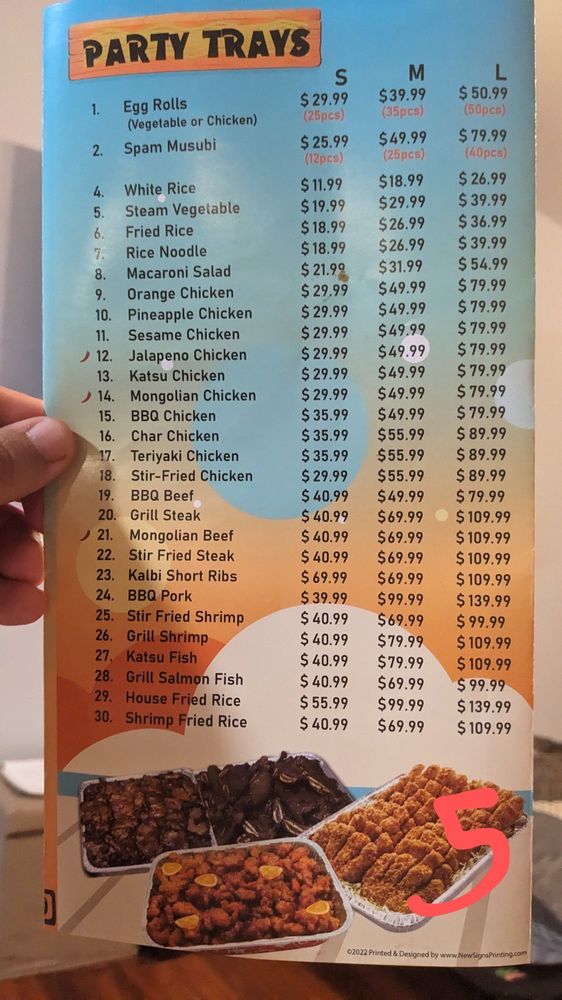 PARTY TRAYS
S M L
1. Egg Rolls $29.99 $39.99 $50.99
(Vegetable or Chicken) (25pcs) (35pcs) (50pcs)
2. Spam Musubi $25.99 $49.99 $79.99
(12pcs) (25pcs) (40pcs)
4. White Rice $11.99 $18.99 $26.99
5. Steam Vegetable $19.99 $29.99 $39.99
6. Fried Rice $18.99 $26.99 $36.99
7. Rice Noodle $18.99 $26.99 $39.99
8. Macaroni Salad $21.99 $31.99 $54.99
9. Orange Chicken $29.99 $49.99 $79.99
10. Pineapple Chicken $29.99 $49.99 $79.99
11. Sesame Chicken $29.99 $49.99 $79.99
12. Jalapeno Chicken $29.99 $49.99 $79.99
13. Katsu Chicken $29.99 $49.99 $79.99
14. Mongolian Chicken $29.99 $49.99 $79.99
15. BBQ Chicken $35.99 $49.99 $79.99
16. Char Chicken $35.99 $55.99 $89.99
17. Teriyaki Chicken $35.99 $55.99 $89.99
18. Stir-Fried Chicken $29.99 $55.99 $89.99
19. BBQ Beef $40.99 $49.99 $79.99
20. Grill Steak $40.99 $69.99 $109.99
21. Mongolian Beef $40.99 $69.99 $109.99
22. Stir Fried Steak $40.99 $69.99 $109.99
23. Kalbi Short Ribs $69.99 $69.99 $109.99
24. BBQ Pork $39.99 $99.99 $139.99
25. Stir Fried Shrimp $40.99 $69.99 $99.99
26. Grill Shrimp $40.99 $79.99 $109.99
27. Katsu Fish $40.99 $79.99 $109.99
28. Grill Salmon Fish $40.99 $69.99 $99.99
29. House Fried Rice $55.99 $99.99 $139.99
30. Shrimp Fried Rice $40.99 $69.99 $109.99
5
©2022 Printed & Designed by www.NewSignsPrinting.com